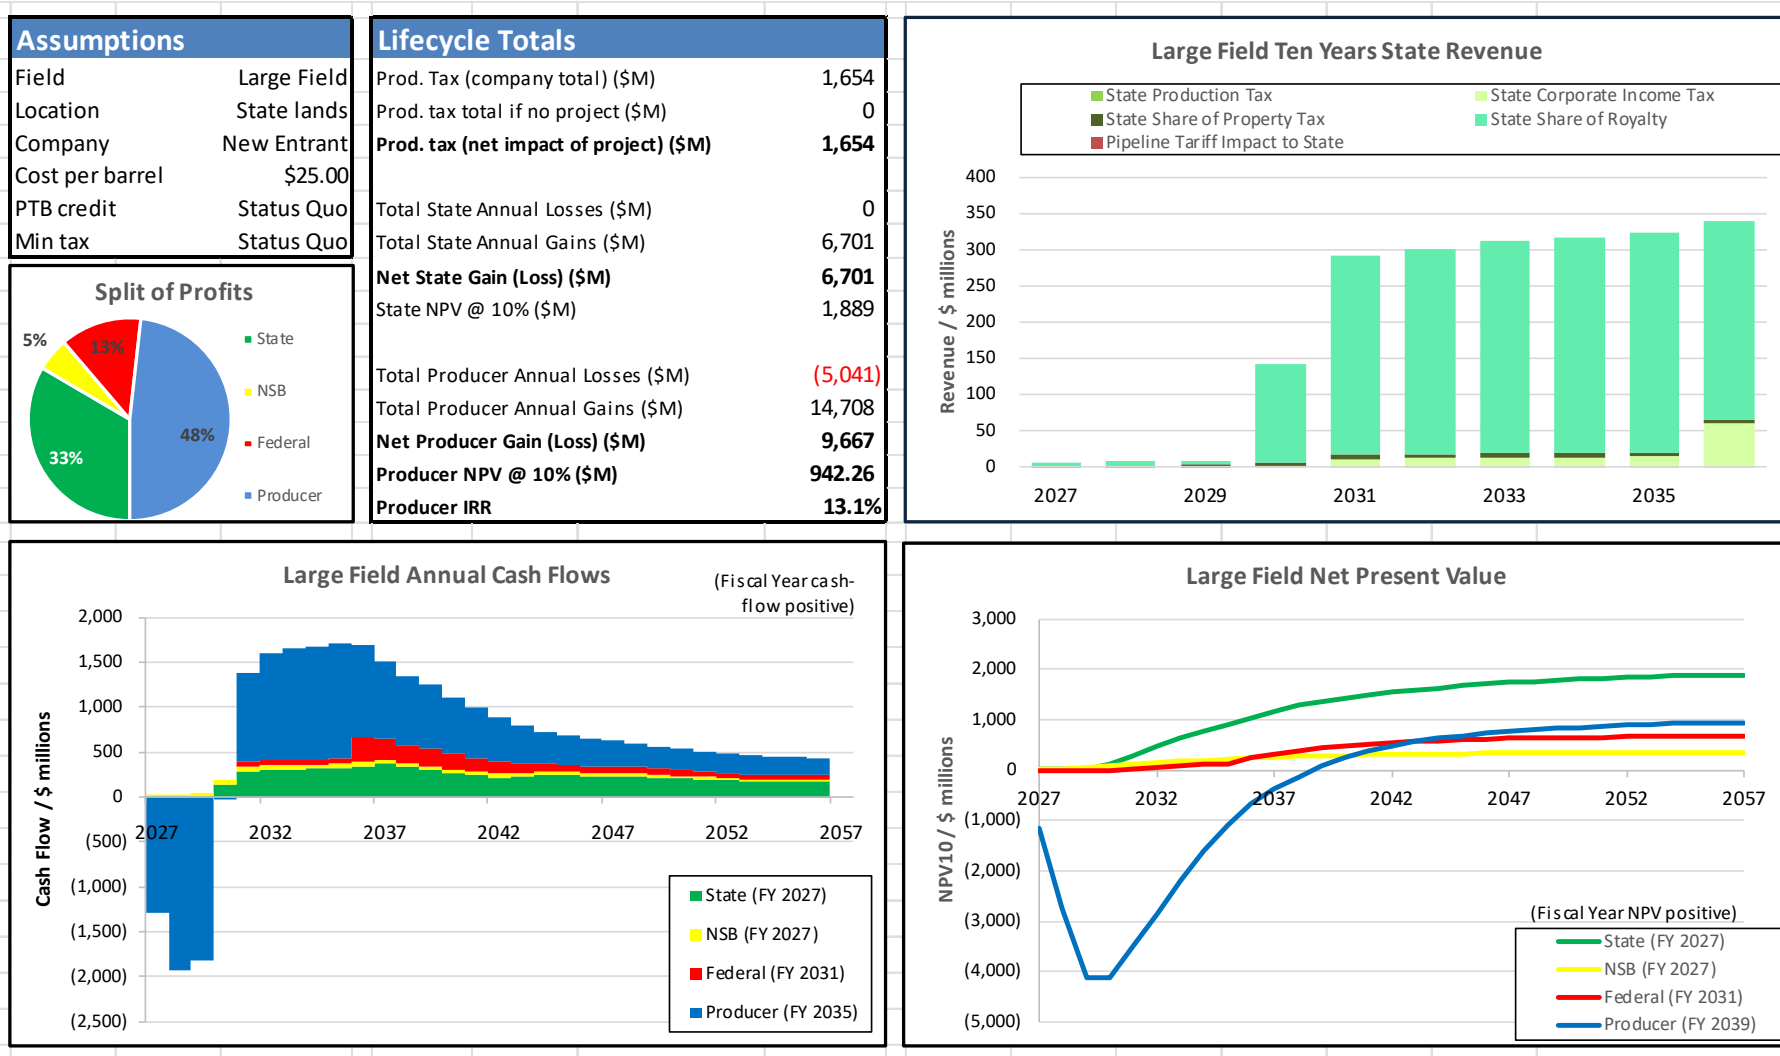 Assumptions
Field Large Field
Location State lands
Company New Entrant
Cost per barrel $25.00
PTB credit Status Quo
Min tax Status Quo
Split of Profits
5%
13%
48%
33%
State
NSB
Federal
Producer
Lifecycle Totals
Prod. Tax (company total) ($M) 1,654
Prod. tax total if no project ($M) 0
Prod. tax (net impact of project) ($M) 1,654
Total State Annual Losses ($M) 0
Total State Annual Gains ($M) 6,701
Net State Gain (Loss) ($M) 6,701
State NPV @ 10% ($M) 1,889
Total Producer Annual Losses ($M) (5,041)
Total Producer Annual Gains ($M) 14,708
Net Producer Gain (Loss) ($M) 9,667
Producer NPV @ 10% ($M) 942.26
Producer IRR 13.1%
Large Field Ten Years State Revenue
State Production Tax State Corporate Income Tax
State Share of Property Tax State Share of Royalty
Pipeline Tariff Impact to State
Revenue / $ millions
400
350
300
250
200
150
100
50
0
2027 2029 2031 2033 2035
Large Field Annual Cash Flows
(Fiscal Year cash-
flow positive)
Cash Flow / $ millions
2,000
1,500
1,000
500
0
2027 2032 2037 2042 2047 2052 2057
(500)
(1,000)
(1,500)
(2,000)
(2,500)
State (FY 2027)
NSB (FY 2027)
Federal (FY 2031)
Producer (FY 2035)
Large Field Net Present Value
NPV10 / $ millions
3,000
2,000
1,000
0
2027 2032 2037 2042 2047 2052 2057
(1,000)
(2,000)
(3,000)
(4,000)
(5,000)
(Fiscal Year NPV positive)
State (FY 2027)
NSB (FY 2027)
Federal (FY 2031)
Producer (FY 2039)